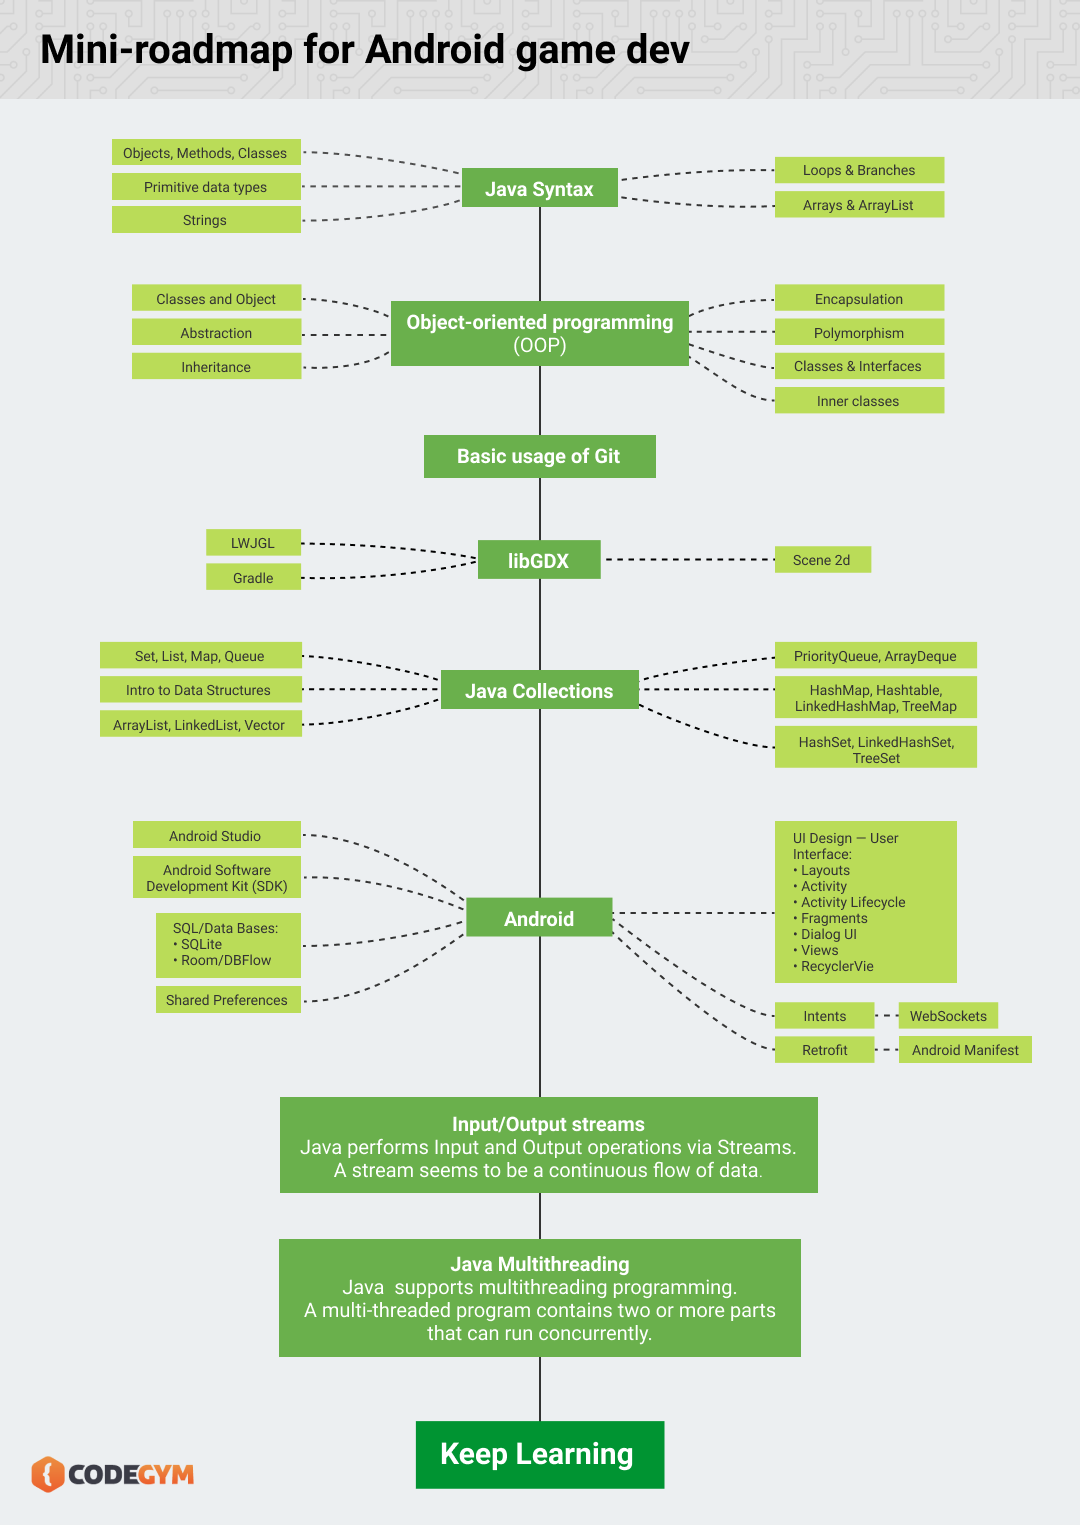 Mini-roadmap for Android game dev
Objects, Methods, Classes
Primitive data types
Strings
Java Syntax
Loops & Branches
Arrays & ArrayList
Classes and Object
Abstraction
Inheritance
Object-oriented programming
(OOP)
Encapsulation
Polymorphism
Classes & Interfaces
Inner classes
Basic usage of Git
LWJGL
Gradle
libGDX
Scene 2d
Set, List, Map, Queue
Intro to Data Structures
ArrayList, LinkedList, Vector
Java Collections
PriorityQueue, ArrayDeque
HashMap, Hashtable,
LinkedHashMap, TreeMap
HashSet, LinkedHashSet,
TreeSet
Android Studio
Android Software
Development Kit (SDK)
SQL/Data Bases:
• SQLite
• Room/DBFlow
Shared Preferences
Android
UI Design — User
Interface:
• Layouts
• Activity
• Activity Lifecycle
• Fragments
• Dialog UI
• Views
• RecyclerVie
Intents
WebSockets
Retrofit
Android Manifest
Input/Output streams
Java performs Input and Output operations via Streams.
A stream seems to be a continuous flow of data.
Java Multithreading
Java  supports multithreading programming.
A multi-threaded program contains two or more parts
that can run concurrently.
Keep Learning
CODEGYM